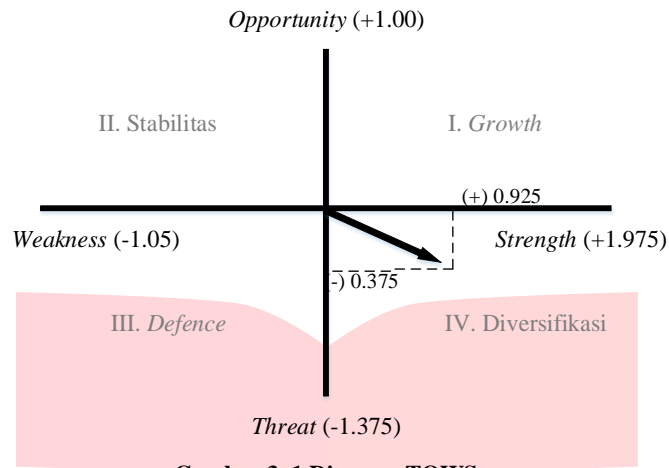 Opportunity (+1.00)
II. Stabilitas
I. Growth
(+) 0.925
Weakness (-1.05)
Strength (+1.975)
(-) 0.375
III. Defence
IV. Diversifikasi
Threat (-1.375)